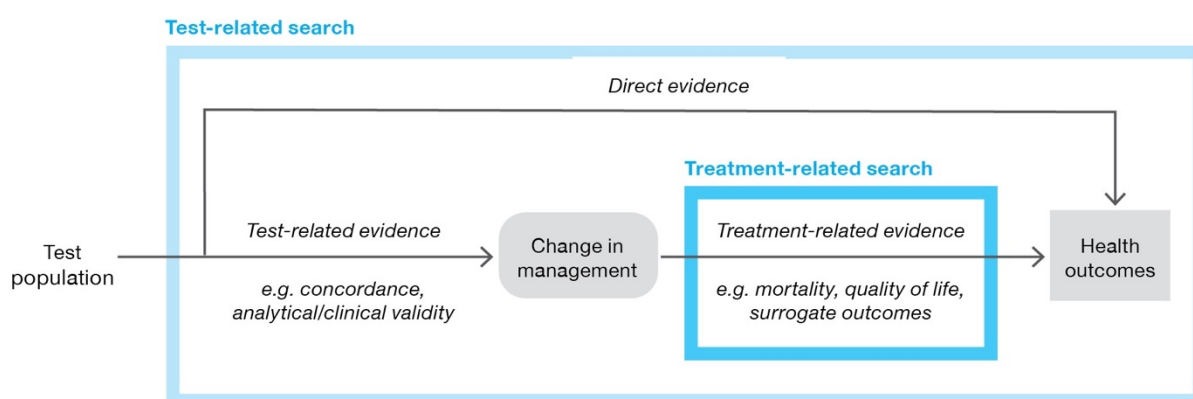 Test-related search
Direct evidence
Treatment-related search
Test
population
Test-related evidence
e.g. concordance,
analytical/clinical validity
Change in
management
Treatment-related evidence
e.g. mortality, quality of life,
surrogate outcomes
Health
outcomes